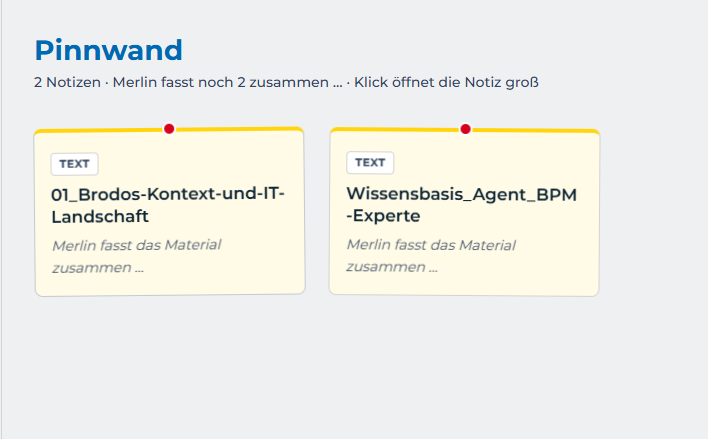 Pinnwand
2 Notizen · Merlin fasst noch 2 zusammen ... · Klick öffnet die Notiz groß
TEXT
01_Brodos-Kontext-und-IT-
Landschaft
Merlin fasst das Material
zusammen ...
TEXT
Wissensbasis_Agent_BPM
-Experte
Merlin fasst das Material
zusammen ...